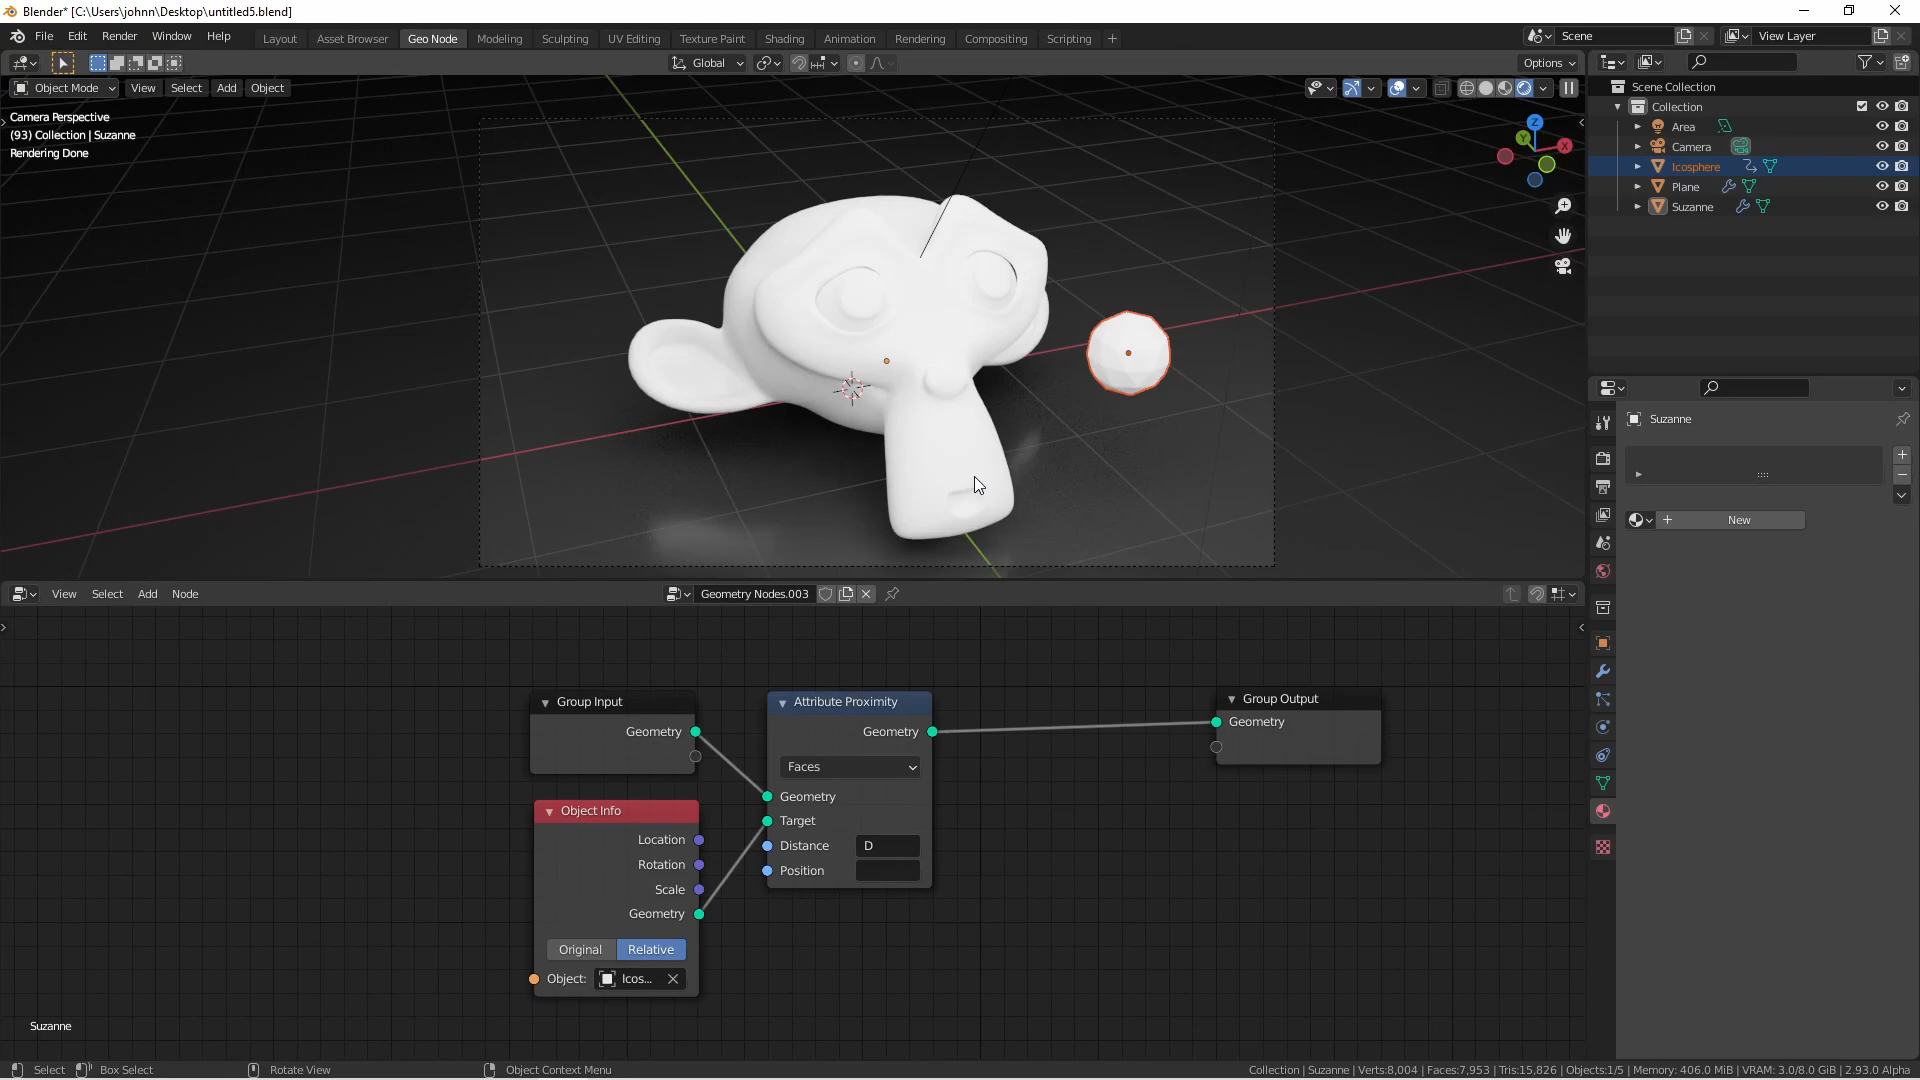 Blender* [C:\Users\johnn\Desktop\untitled5.blend]
File Edit Render Window Help Layout Asset Browser Geo Node Modeling Sculpting UV Editing Texture Paint Shading Animation Rendering Compositing Scripting + Scene View Layer
Global Options
Object Mode View Select Add Object
Camera Perspective
(93) Collection | Suzanne
Rendering Done
Z
Y
X
Scene Collection
Collection
Area
Camera
Icosphere
Plane
Suzanne
Suzanne
New
View Select Add Node Geometry Nodes.003
Group Input
Geometry
Object Info
Location
Rotation
Scale
Geometry
Original Relative
Object: Icos...
Attribute Proximity
Geometry
Faces
Geometry
Target
Distance D
Position
Group Output
Geometry
Suzanne
Select Box Select Rotate View Object Context Menu
Collection | Suzanne | Verts:8,004 | Faces:7,953 | Tris:15,826 | Objects:1/5 | Memory: 406.0 MiB | VRAM: 3.0/8.0 GiB | 2.93.0 Alpha